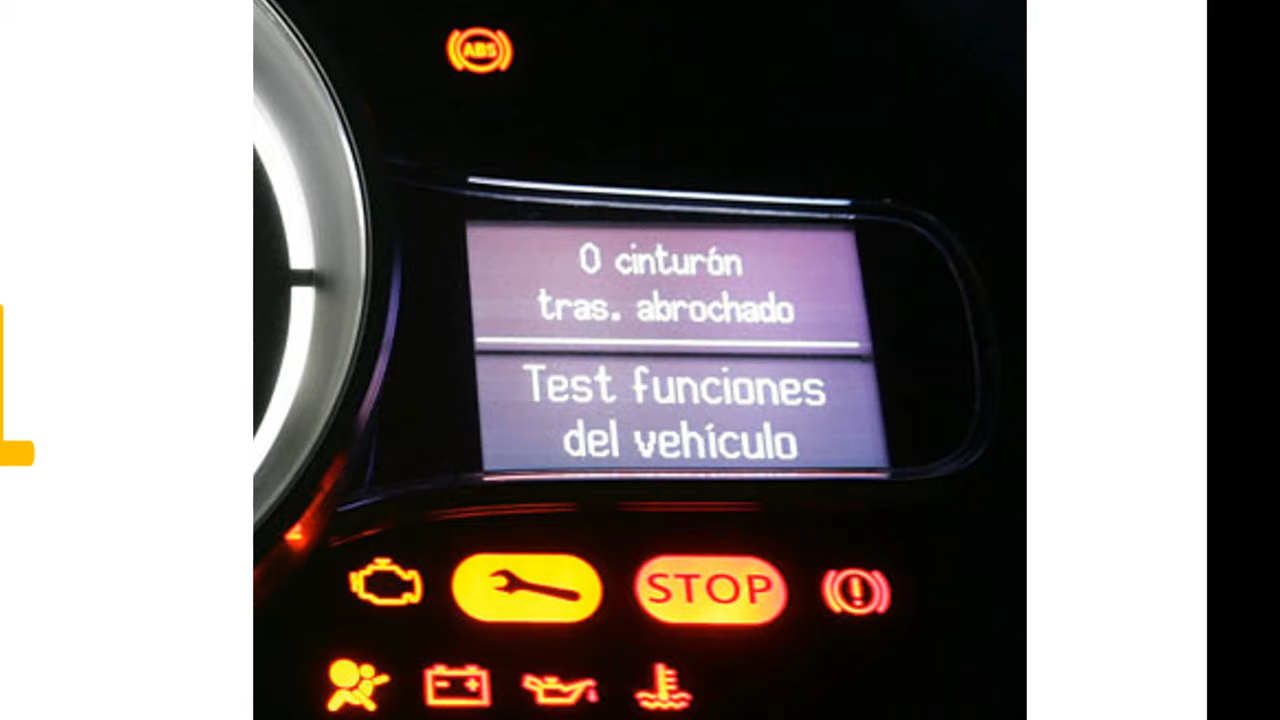 ABS
0 cinturón
tras. abrochado
Test funciones
del vehículo
STOP